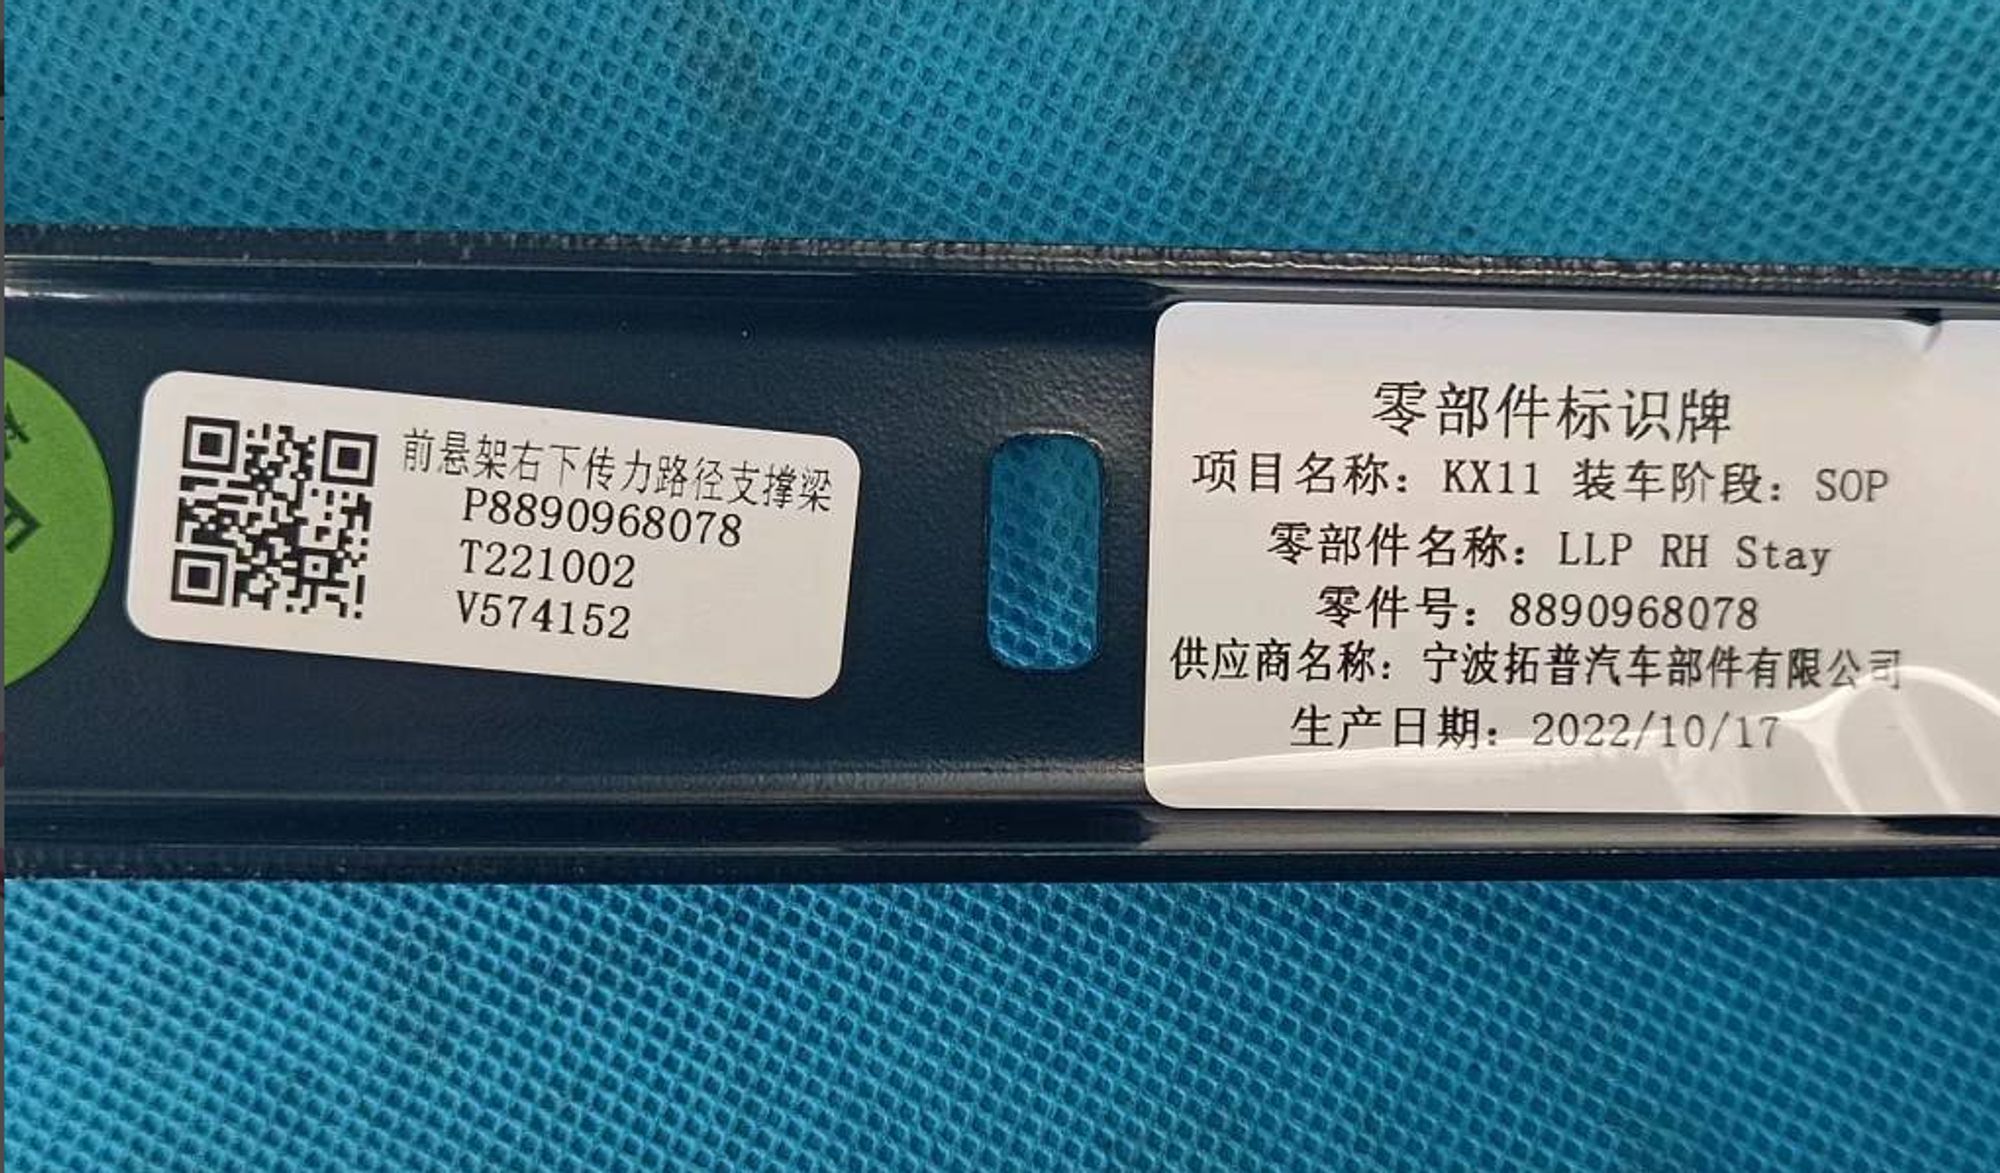 前悬架右下传力路径支撑梁
P8890968078
T221002
V574152
零部件标识牌
项目名称：KX11 装车阶段：SOP
零部件名称：LLP RH Stay
零件号：8890968078
供应商名称：宁波拓普汽车部件有限公司
生产日期：2022/10/17